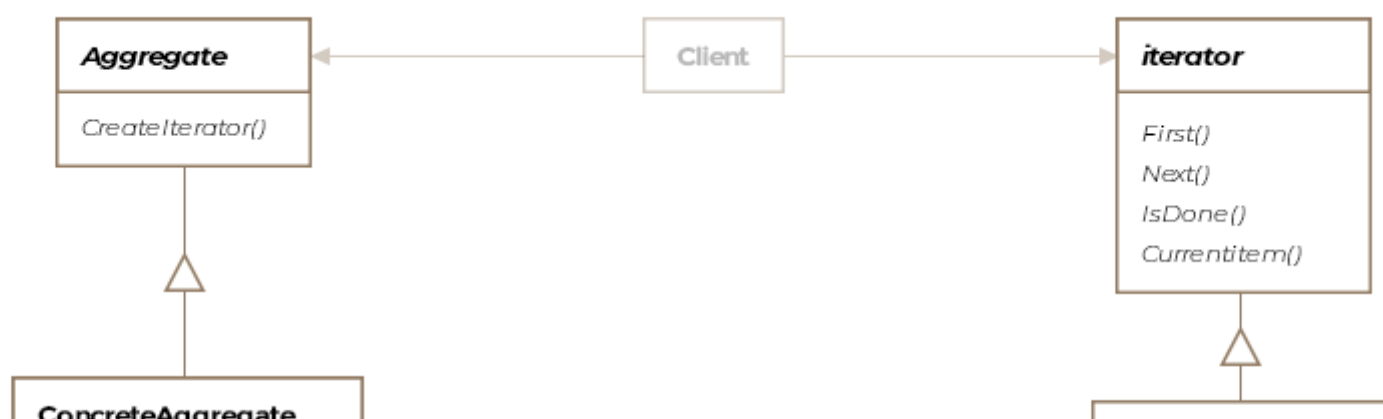 Aggregate
Client
iterator
CreateIterator()
First()
Next()
IsDone()
Currentitem()
ConcreteAggregate